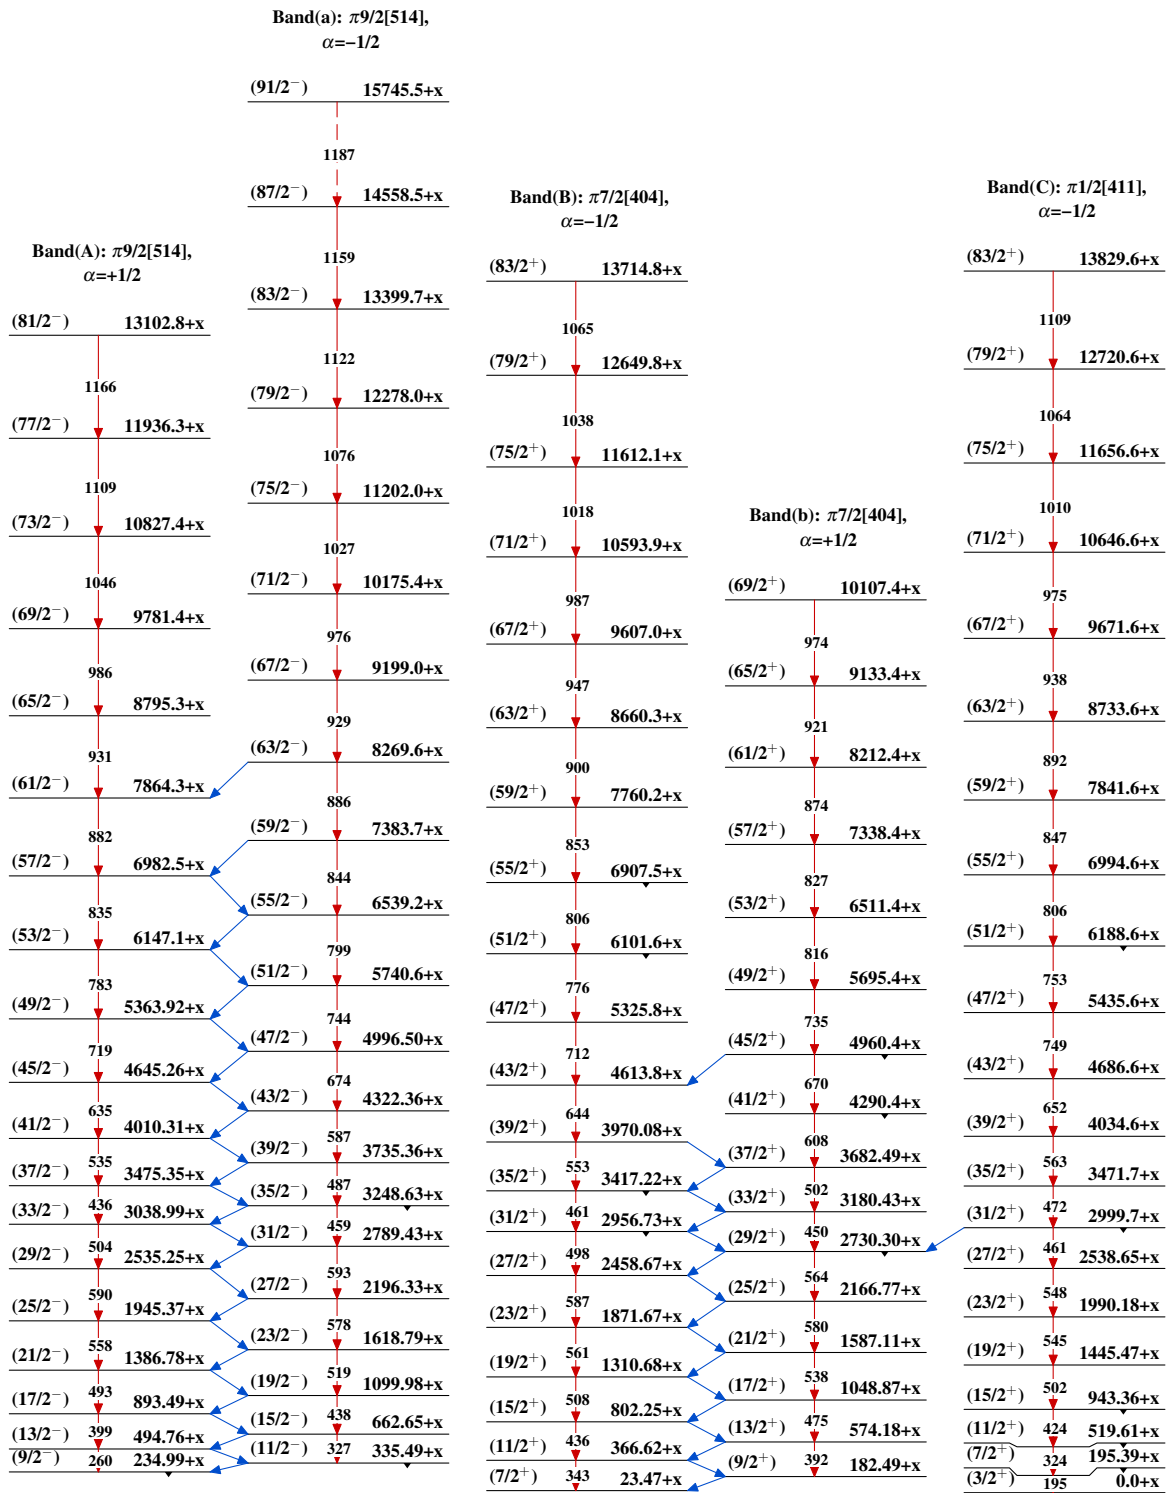 Band(A): π9/2[514],
α=+1/2
(81/2⁻) 13102.8+x
1166
(77/2⁻) 11936.3+x
1109
(73/2⁻) 10827.4+x
1046
(69/2⁻) 9781.4+x
986
(65/2⁻) 8795.3+x
931
(61/2⁻) 7864.3+x
882
(57/2⁻) 6982.5+x
835
(53/2⁻) 6147.1+x
783
(49/2⁻) 5363.92+x
719
(45/2⁻) 4645.26+x
635
(41/2⁻) 4010.31+x
535
(37/2⁻) 3475.35+x
436
(33/2⁻) 3038.99+x
504
(29/2⁻) 2535.25+x
590
(25/2⁻) 1945.37+x
558
(21/2⁻) 1386.78+x
493
(17/2⁻) 893.49+x
399
(13/2⁻) 494.76+x
260
(9/2⁻) 234.99+x
Band(a): π9/2[514],
α=−1/2
(91/2⁻) 15745.5+x
1187
(87/2⁻) 14558.5+x
1159
(83/2⁻) 13399.7+x
1122
(79/2⁻) 12278.0+x
1076
(75/2⁻) 11202.0+x
1027
(71/2⁻) 10175.4+x
976
(67/2⁻) 9199.0+x
929
(63/2⁻) 8269.6+x
886
(59/2⁻) 7383.7+x
844
(55/2⁻) 6539.2+x
799
(51/2⁻) 5740.6+x
744
(47/2⁻) 4996.50+x
674
(43/2⁻) 4322.36+x
587
(39/2⁻) 3735.36+x
487
(35/2⁻) 3248.63+x
459
(31/2⁻) 2789.43+x
593
(27/2⁻) 2196.33+x
578
(23/2⁻) 1618.79+x
519
(19/2⁻) 1099.98+x
438
(15/2⁻) 662.65+x
327
(11/2⁻) 335.49+x
Band(B): π7/2[404],
α=−1/2
(83/2⁺) 13714.8+x
1065
(79/2⁺) 12649.8+x
1038
(75/2⁺) 11612.1+x
1018
(71/2⁺) 10593.9+x
987
(67/2⁺) 9607.0+x
947
(63/2⁺) 8660.3+x
900
(59/2⁺) 7760.2+x
853
(55/2⁺) 6907.5+x
806
(51/2⁺) 6101.6+x
776
(47/2⁺) 5325.8+x
712
(43/2⁺) 4613.8+x
644
(39/2⁺) 3970.08+x
553
(35/2⁺) 3417.22+x
461
(31/2⁺) 2956.73+x
498
(27/2⁺) 2458.67+x
587
(23/2⁺) 1871.67+x
561
(19/2⁺) 1310.68+x
508
(15/2⁺) 802.25+x
436
(11/2⁺) 366.62+x
343
(7/2⁺) 23.47+x
Band(b): π7/2[404],
α=+1/2
(69/2⁺) 10107.4+x
974
(65/2⁺) 9133.4+x
921
(61/2⁺) 8212.4+x
874
(57/2⁺) 7338.4+x
827
(53/2⁺) 6511.4+x
816
(49/2⁺) 5695.4+x
735
(45/2⁺) 4960.4+x
670
(41/2⁺) 4290.4+x
608
(37/2⁺) 3682.49+x
502
(33/2⁺) 3180.43+x
450
(29/2⁺) 2730.30+x
564
(25/2⁺) 2166.77+x
580
(21/2⁺) 1587.11+x
538
(17/2⁺) 1048.87+x
475
(13/2⁺) 574.18+x
392
(9/2⁺) 182.49+x
Band(C): π1/2[411],
α=−1/2
(83/2⁺) 13829.6+x
1109
(79/2⁺) 12720.6+x
1064
(75/2⁺) 11656.6+x
1010
(71/2⁺) 10646.6+x
975
(67/2⁺) 9671.6+x
938
(63/2⁺) 8733.6+x
892
(59/2⁺) 7841.6+x
847
(55/2⁺) 6994.6+x
806
(51/2⁺) 6188.6+x
753
(47/2⁺) 5435.6+x
749
(43/2⁺) 4686.6+x
652
(39/2⁺) 4034.6+x
563
(35/2⁺) 3471.7+x
472
(31/2⁺) 2999.7+x
461
(27/2⁺) 2538.65+x
548
(23/2⁺) 1990.18+x
545
(19/2⁺) 1445.47+x
502
(15/2⁺) 943.36+x
424
(11/2⁺) 519.61+x
324
(7/2⁺) 195.39+x
195
(3/2⁺) 0.0+x